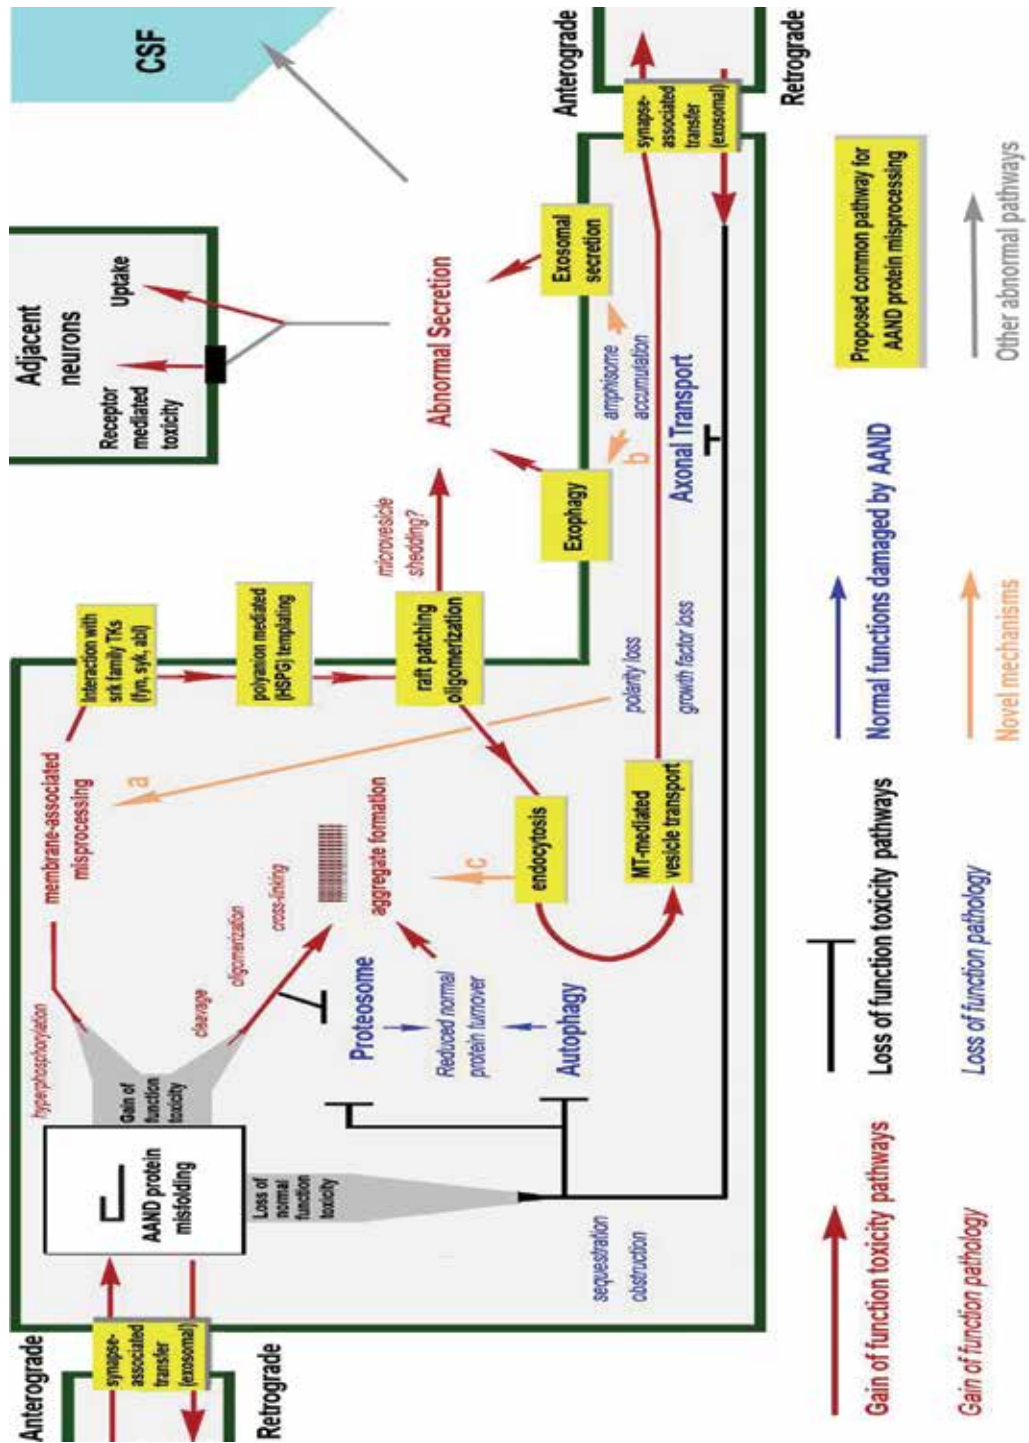 Anterograde
synapse-
associated
transfer
(exosomal)
Retrograde
AAND protein
misfolding
Gain of
function
toxicity
Loss of
normal
function
toxicity
hyperphosphorylation
membrane-associated
misprocessing
cleavage
oligomerization
cross-linking
aggregate formation
Proteosome
Reduced normal
protein turnover
Autophagy
sequestration
obstruction
a
c
b
Interaction with
srk family TKs
(fyn, syk, abl)
polyanion mediated
(HSPG) templating
raft patching
oligomerization
endocytosis
MT-mediated
vesicle transport
polarity loss
growth factor loss
microvesicle
shedding?
Abnormal Secretion
Exophagy
Exosomal
secretion
amphisome
accumulation
Axonal Transport
Adjacent
neurons
Receptor
mediated
toxicity
Uptake
CSF
Anterograde
synapse-
associated
transfer
(exosomal)
Retrograde
Gain of function toxicity pathways
Loss of function toxicity pathways
Normal functions damaged by AAND
Proposed common pathway for
AAND protein misprocessing
Gain of function pathology
Loss of function pathology
Novel mechanisms
Other abnormal pathways